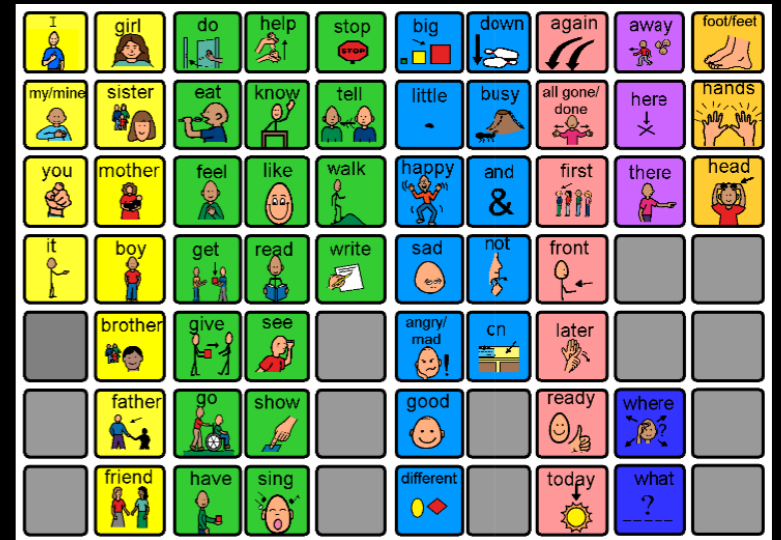 I girl do help stop big down again away foot/feet
STOP
my/mine sister eat know tell little busy all gone/ done here hands
you mother feel like walk happy and first there head
&
it boy get read write sad not front
brother give see angry/ mad cn later
!
father go show good ready where
?
friend have sing different today what
?